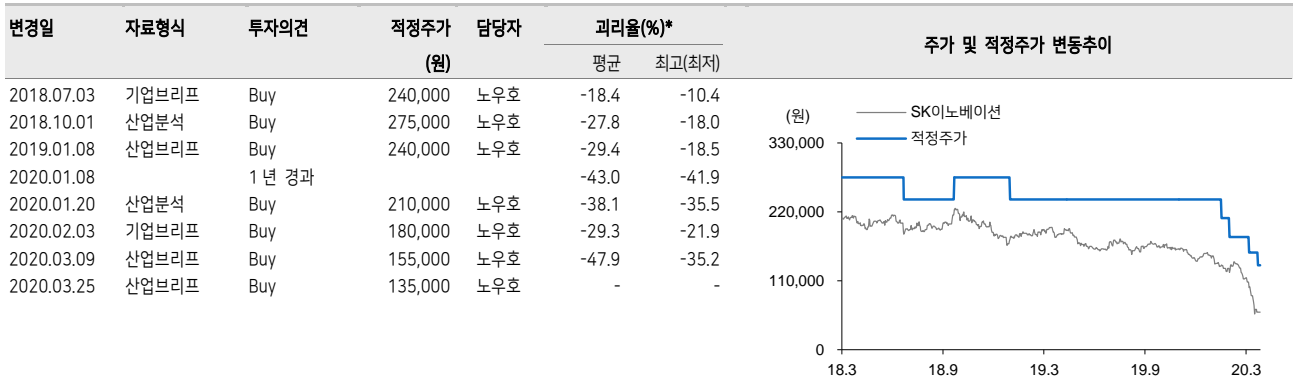 변경일 자료형식 투자의견 적정주가 담당자 괴리율(%)* 주가 및 적정주가 변동추이
(원) 평균 최고(최저)
2018.07.03 기업브리프 Buy 240,000 노우호 -18.4 -10.4
2018.10.01 산업분석 Buy 275,000 노우호 -27.8 -18.0
2019.01.08 산업브리프 Buy 240,000 노우호 -29.4 -18.5
2020.01.08 1년 경과 -43.0 -41.9
2020.01.20 산업분석 Buy 210,000 노우호 -38.1 -35.5
2020.02.03 기업브리프 Buy 180,000 노우호 -29.3 -21.9
2020.03.09 산업브리프 Buy 155,000 노우호 -47.9 -35.2
2020.03.25 산업브리프 Buy 135,000 노우호 - -
(원)
SK이노베이션
적정주가
330,000
220,000
110,000
0
18.3 18.9 19.3 19.9 20.3